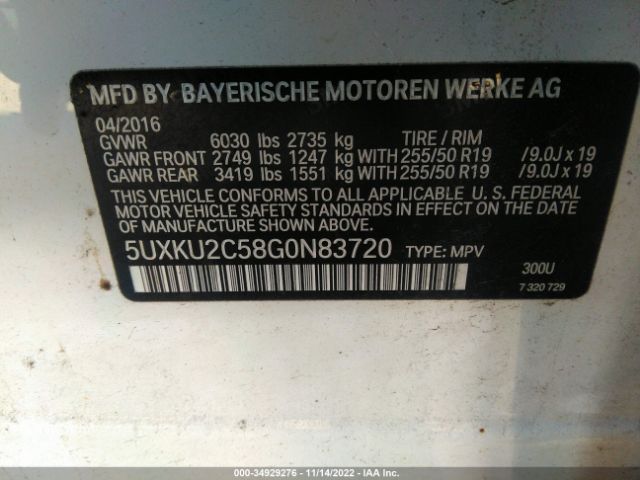 MFD BY BAYERISCHE MOTOREN WERKE AG
04/2016
GVWR 6030 lbs 2735 kg TIRE / RIM
GAWR FRONT 2749 lbs 1247 kg WITH 255/50 R19 /9.0J x 19
GAWR REAR 3419 lbs 1551 kg WITH 255/50 R19 /9.0J x 19
THIS VEHICLE CONFORMS TO ALL APPLICABLE U. S. FEDERAL
MOTOR VEHICLE SAFETY STANDARDS IN EFFECT ON THE DATE
OF MANUFACTURE SHOWN ABOVE.
5UXKU2C58G0N83720 TYPE: MPV
300U
7 320 729
000-34929276 - 11/14/2022 - IAA Inc.